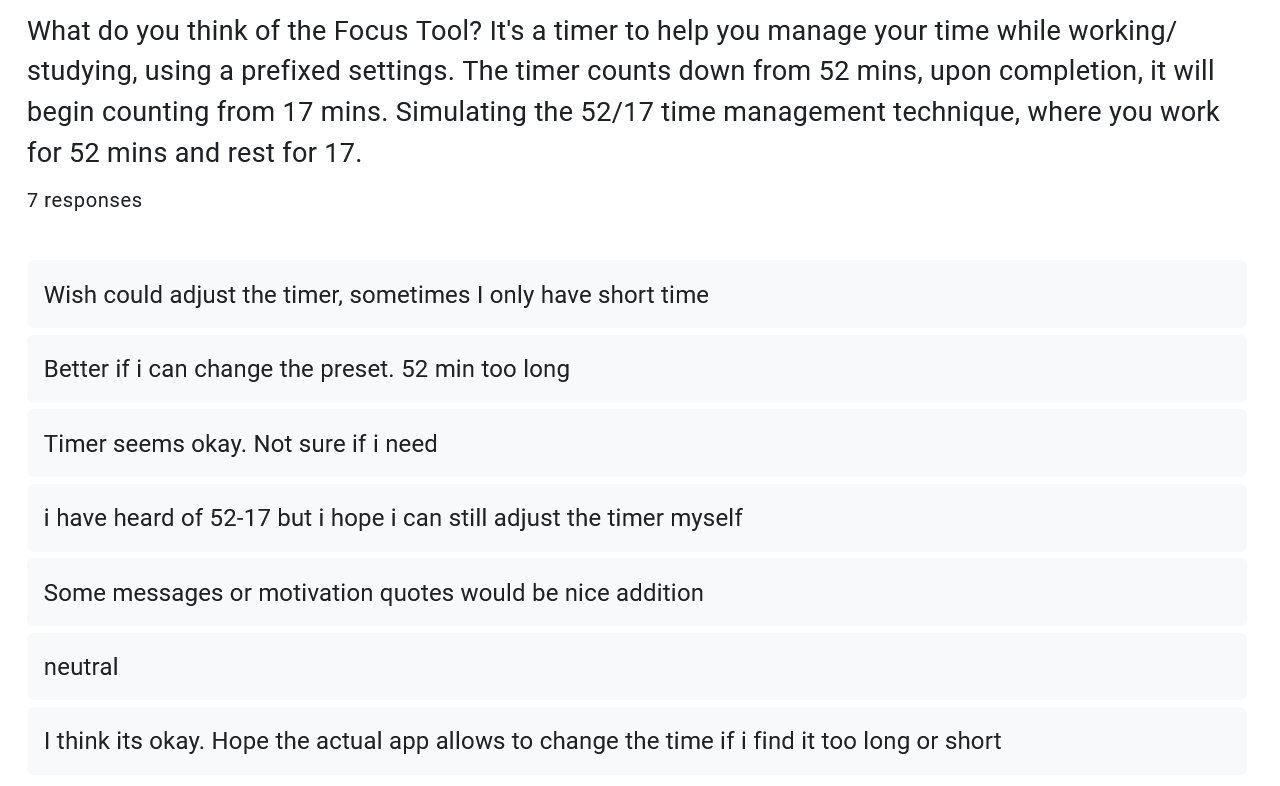 What do you think of the Focus Tool? It's a timer to help you manage your time while working/
studying, using a prefixed settings. The timer counts down from 52 mins, upon completion, it will
begin counting from 17 mins. Simulating the 52/17 time management technique, where you work
for 52 mins and rest for 17.
7 responses
Wish could adjust the timer, sometimes I only have short time
Better if i can change the preset. 52 min too long
Timer seems okay. Not sure if i need
i have heard of 52-17 but i hope i can still adjust the timer myself
Some messages or motivation quotes would be nice addition
neutral
I think its okay. Hope the actual app allows to change the time if i find it too long or short